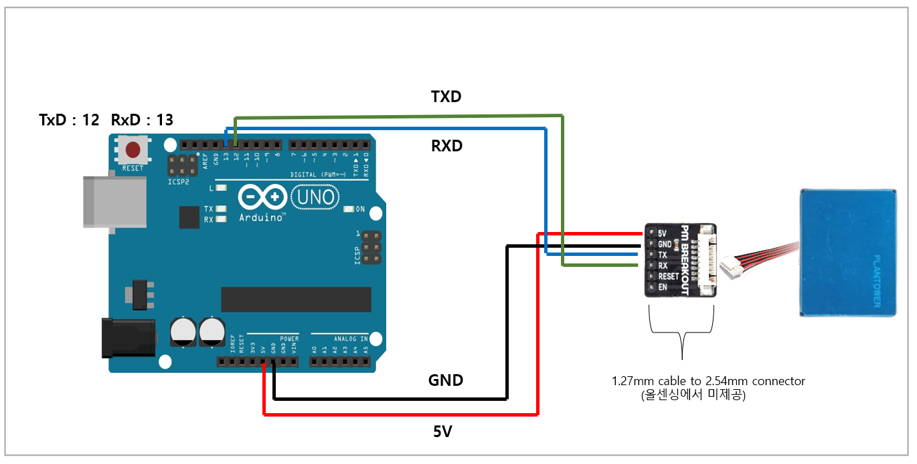 TXD
TxD : 12 RxD : 13
RXD
RESET
AREF
GND
13
12
~11
~10
~9
8
7
~6
~5
4
~3
2
TXD▶1
RXD◀0
ICSP2
DIGITAL (PWM=~)
L
TX
RX
Arduino™
UNO
ON
1
ICSP
5V
GND
TX
RX
RESET
EN
PM BREAKOUT
PLANTOWER
POWER
ANALOG IN
IOREF
RESET
3V3
5V
GND
GND
VIN
A0
A1
A2
A3
A4
A5
GND
5V
1.27mm cable to 2.54mm connector
(올센싱에서 미제공)